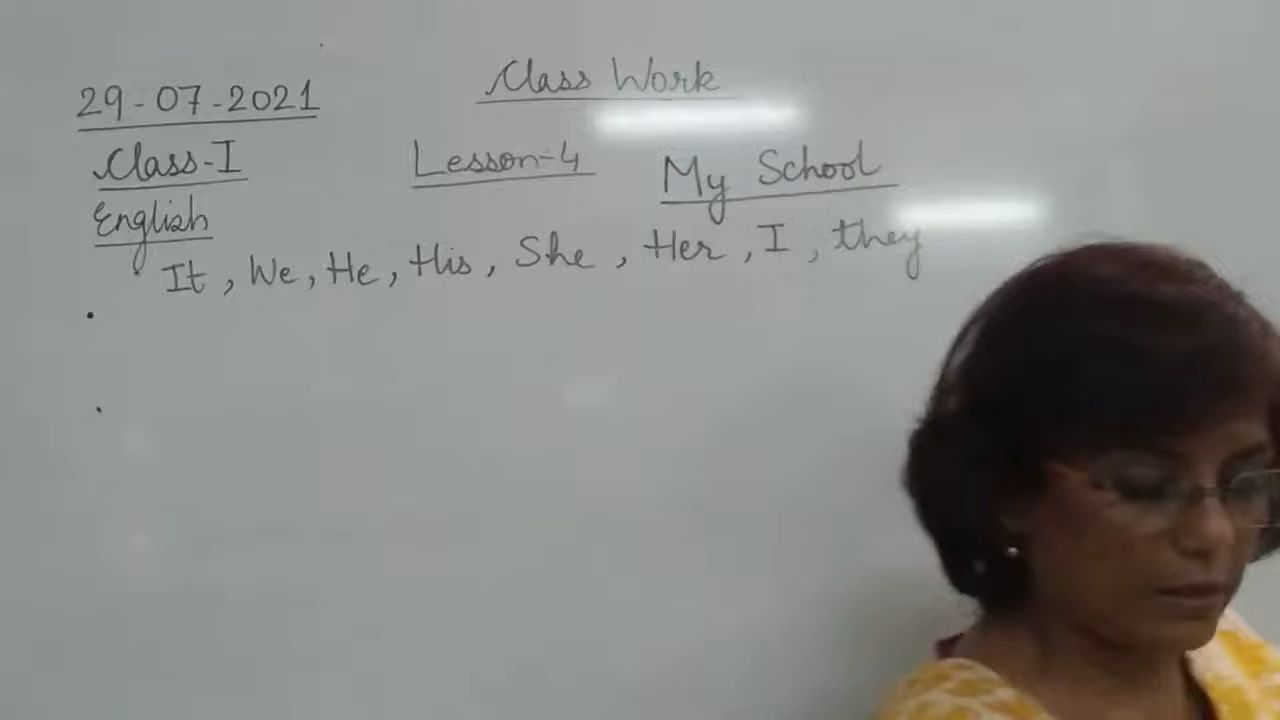 Class Work
29-07-2021
Class-I Lesson-4 My School
English
It, We, He, His, She, Her, I, they